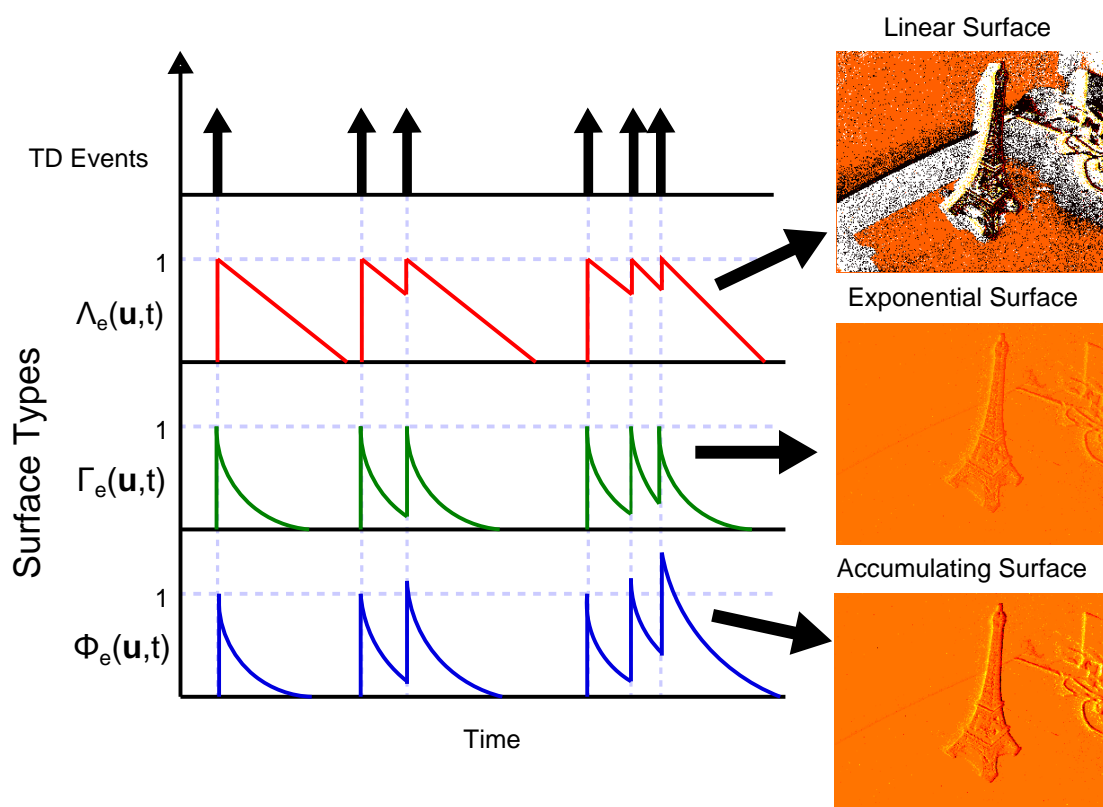 Linear Surface
TD Events
1
Λe(u,t)
Exponential Surface
1
Γe(u,t)
Surface Types
Accumulating Surface
1
Φe(u,t)
Time